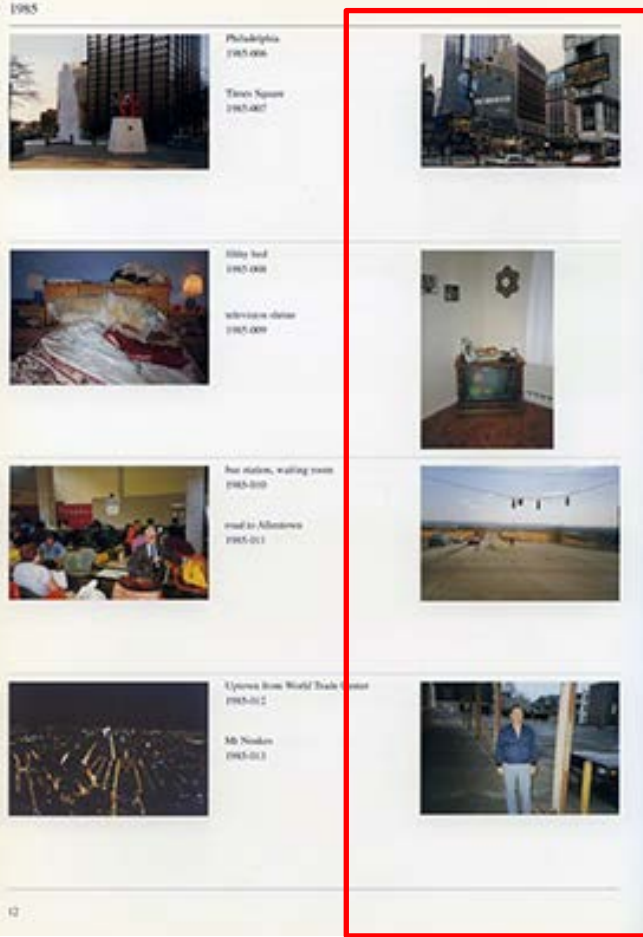 1985
Philadelphia
1985-006
Times Square
1985-007
filthy bed
1985-008
television shrine
1985-009
bus station, waiting room
1985-010
road to Allentown
1985-011
Uptown from World Trade Center
1985-012
Mr Noakes
1985-013
12